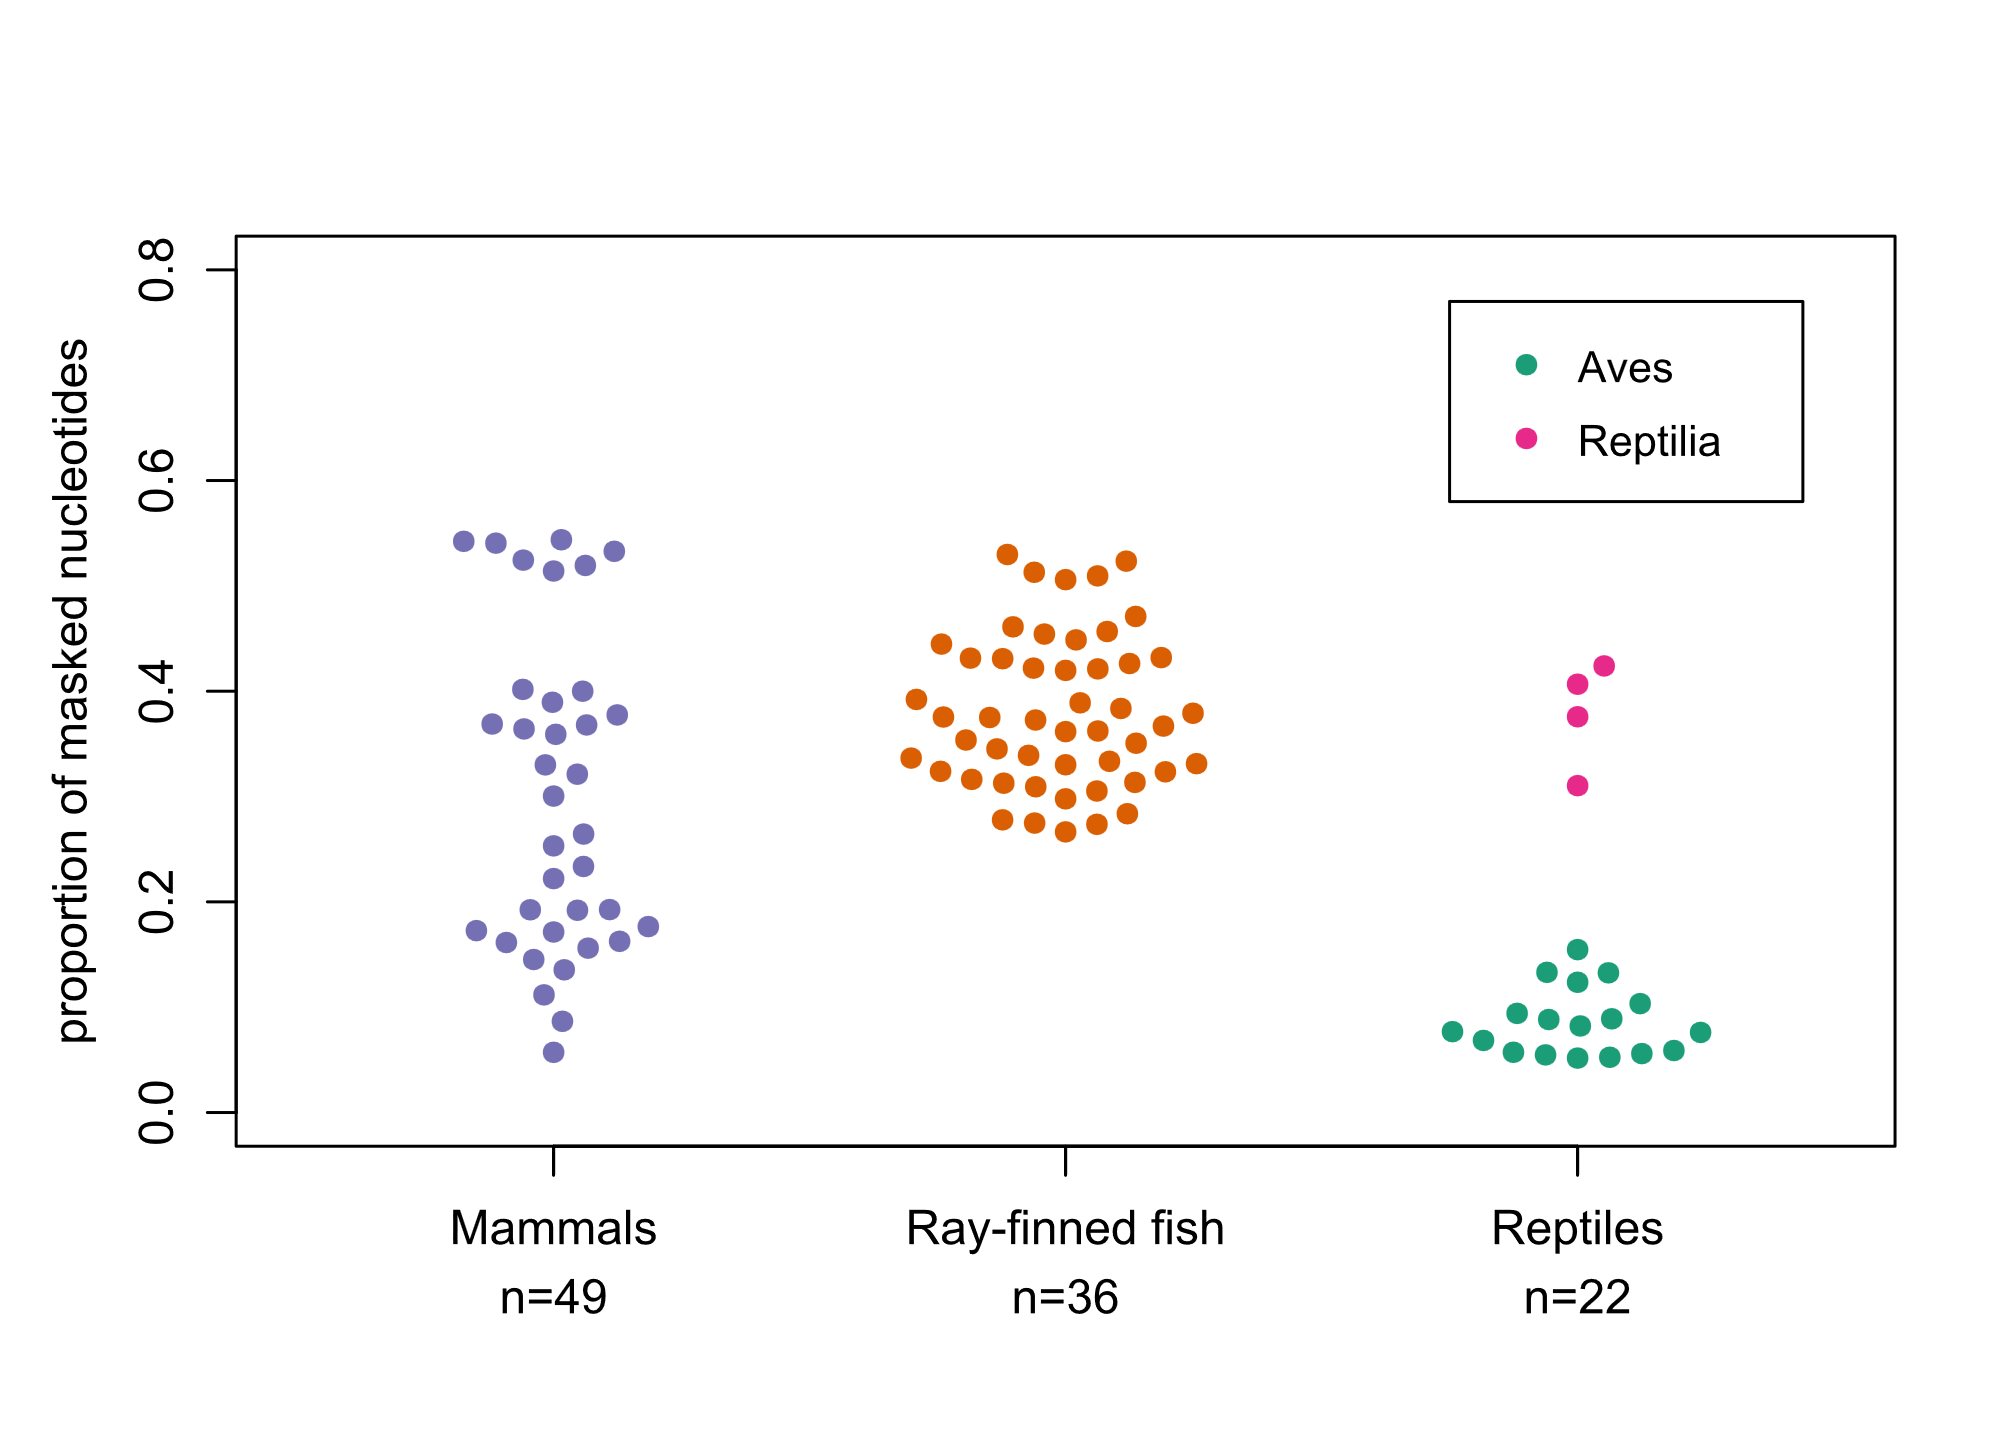 proportion of masked nucleotides
0.8
0.6
0.4
0.2
0.0
Aves
Reptilia
Mammals Ray-finned fish Reptiles
n=49 n=36 n=22